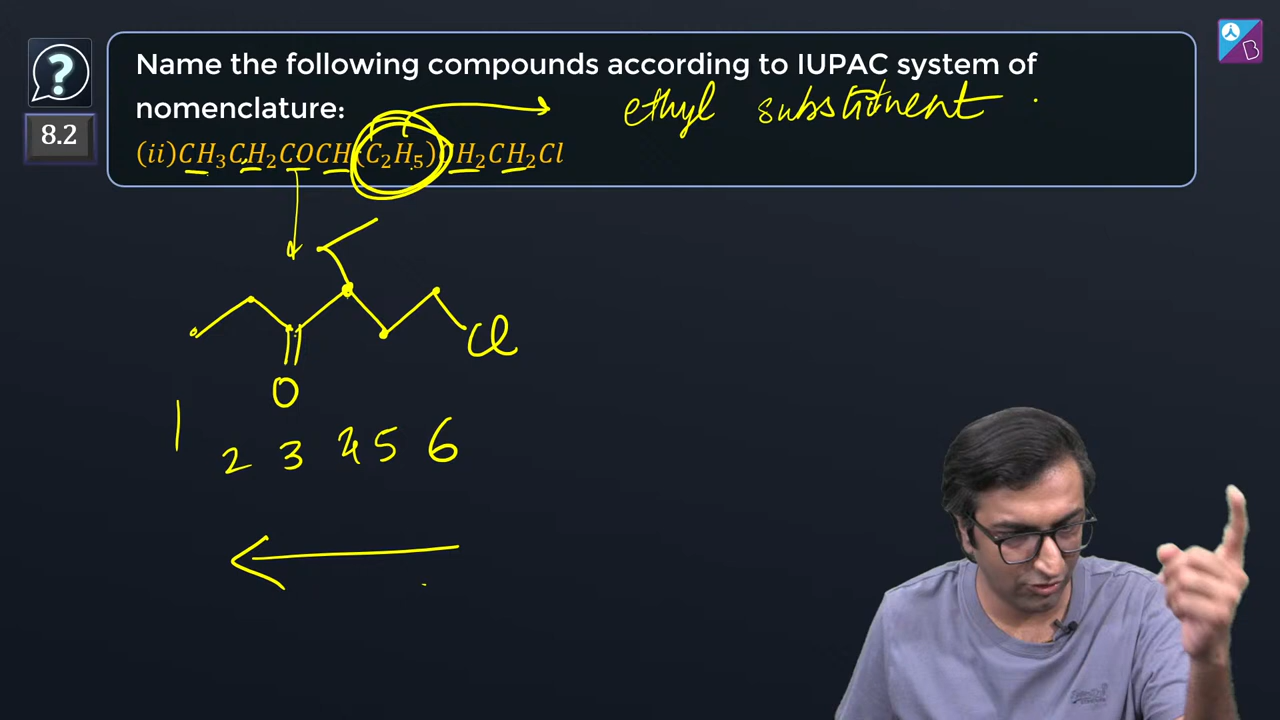 Name the following compounds according to IUPAC system of
nomenclature:
ethyl substituent
8.2
(ii)CH₃CH₂COCH(C₂H₅)CH₂CH₂Cl
Cl
O
1 2 3 4 5 6
B